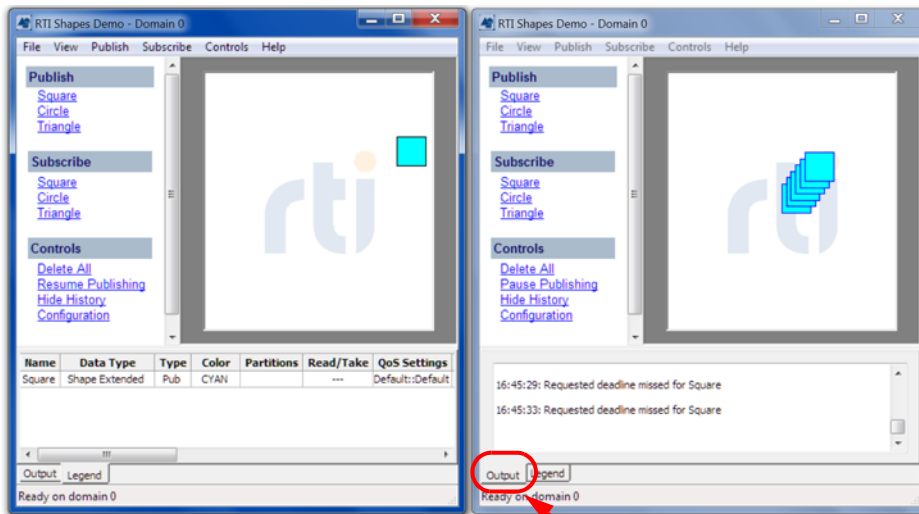 RTI Shapes Demo - Domain 0
File View Publish Subscribe Controls Help
Publish
Square
Circle
Triangle
Subscribe
Square
Circle
Triangle
Controls
Delete All
Resume Publishing
Hide History
Configuration
rti
Name Data Type Type Color Partitions Read/Take QoS Settings
Square Shape Extended Pub CYAN --- Default::Default
Output Legend
Ready on domain 0
RTI Shapes Demo - Domain 0
File View Publish Subscribe Controls Help
Publish
Square
Circle
Triangle
Subscribe
Square
Circle
Triangle
Controls
Delete All
Pause Publishing
Hide History
Configuration
rti
16:45:29: Requested deadline missed for Square
16:45:33: Requested deadline missed for Square
Output Legend
Ready on domain 0